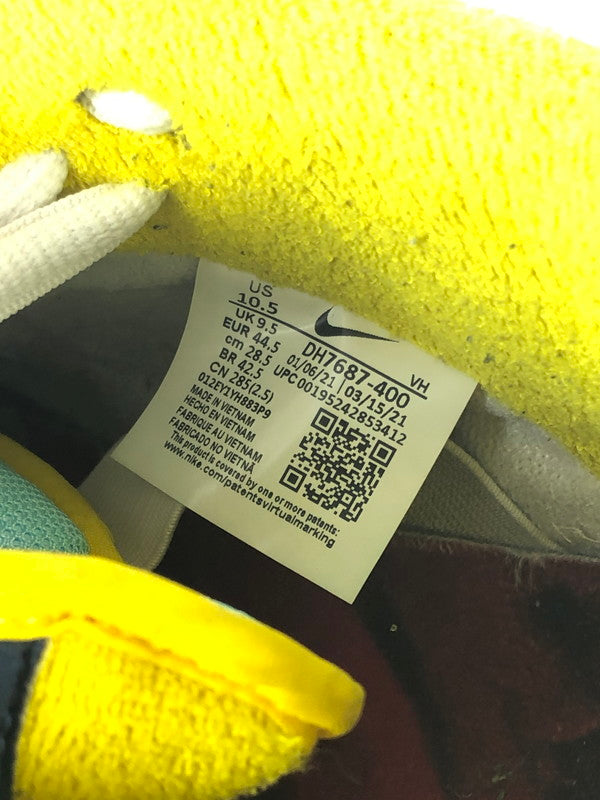 US
10.5
UK 9.5
EUR 44.5
cm 28.5
BR 42.5
CN 285(2.5)
012EYIYH883P9
MADE IN VIETNAM
HECHO EN VIETNAM
FABRIQUE AU VIETNAM
FABRICADO NO VIETNÃ
This product is covered by one or more patents:
www.nike.com/patentsvirtualmarking
DH7687-400 VH
01/06/21 | 03/15/21
UPC 00195242853412